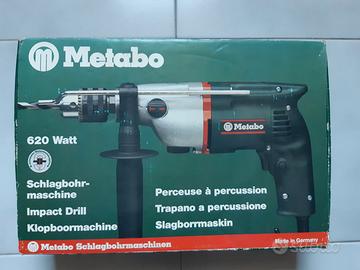 Metabo
620 Watt
Metabo
Schlagbohr-
maschine
Impact Drill
Klopboormachine
Perceuse à percussion
Trapano a percussione
Slagborrmaskin
Metabo Schlagbohrmaschinen
Made in Germany
subito